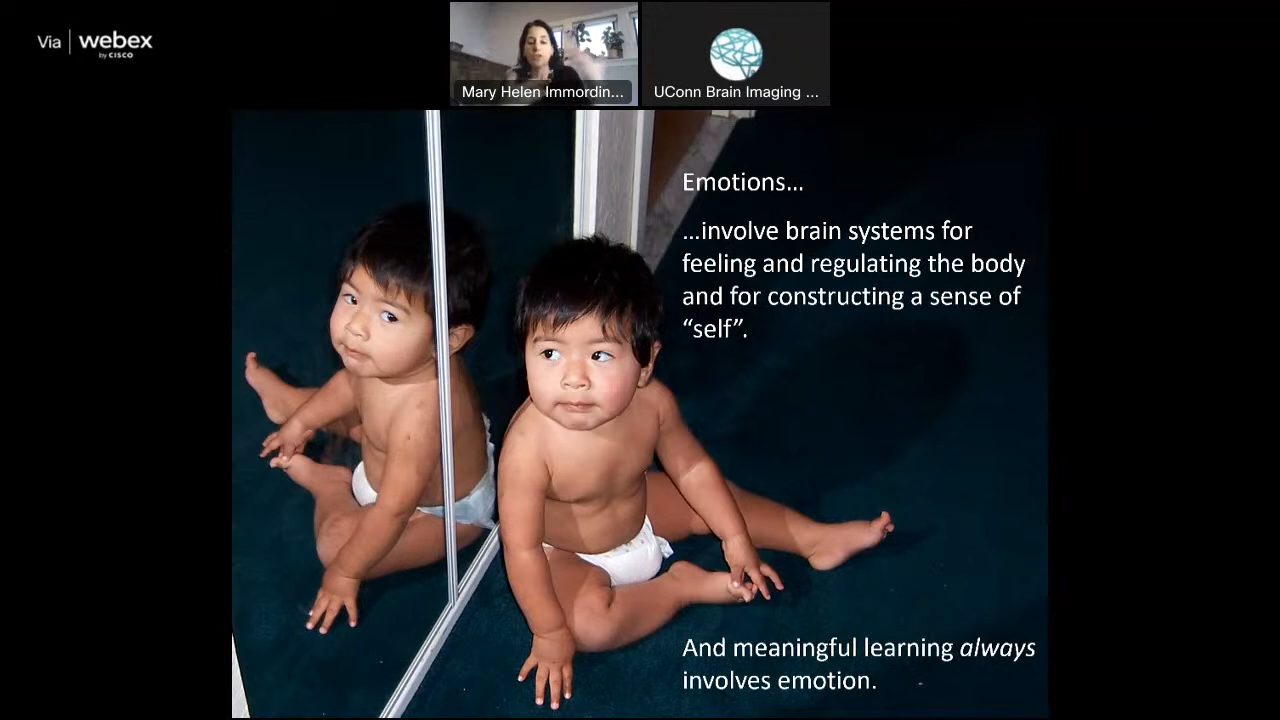 Via webex
by CISCO
Mary Helen Immordin...
UConn Brain Imaging ...
Emotions...
...involve brain systems for
feeling and regulating the body
and for constructing a sense of
“self”.
And meaningful learning always
involves emotion.